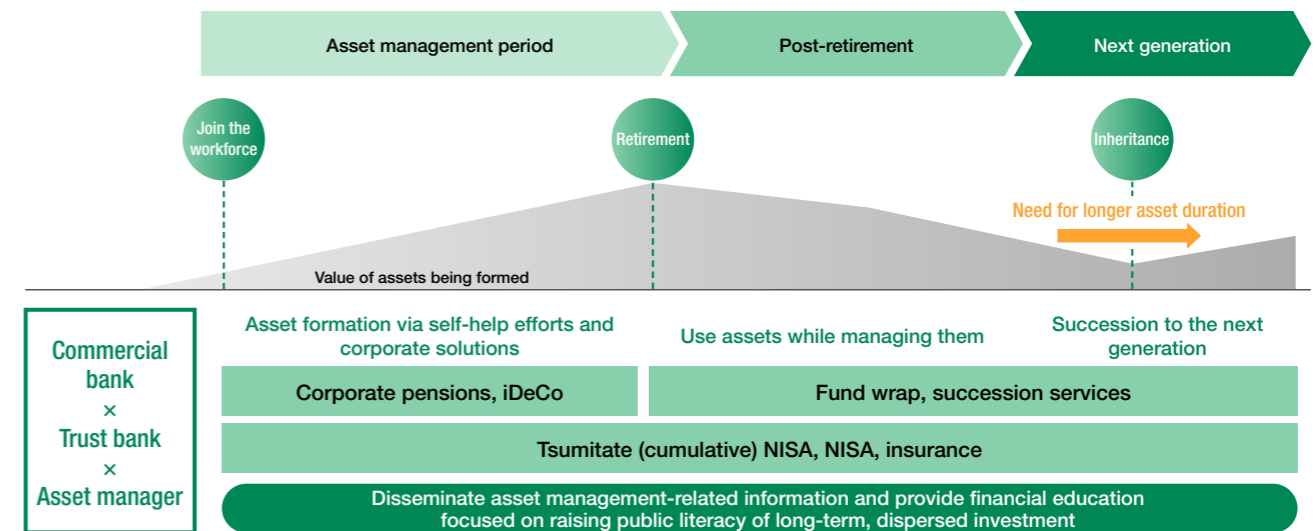 Asset management period
Post-retirement
Next generation
Join the
workforce
Retirement
Inheritance
Need for longer asset duration
Value of assets being formed
Commercial
bank
×
Trust bank
×
Asset manager
Asset formation via self-help efforts and
corporate solutions
Use assets while managing them
Succession to the next
generation
Corporate pensions, iDeCo
Fund wrap, succession services
Tsumitate (cumulative) NISA, NISA, insurance
Disseminate asset management-related information and provide financial education
focused on raising public literacy of long-term, dispersed investment